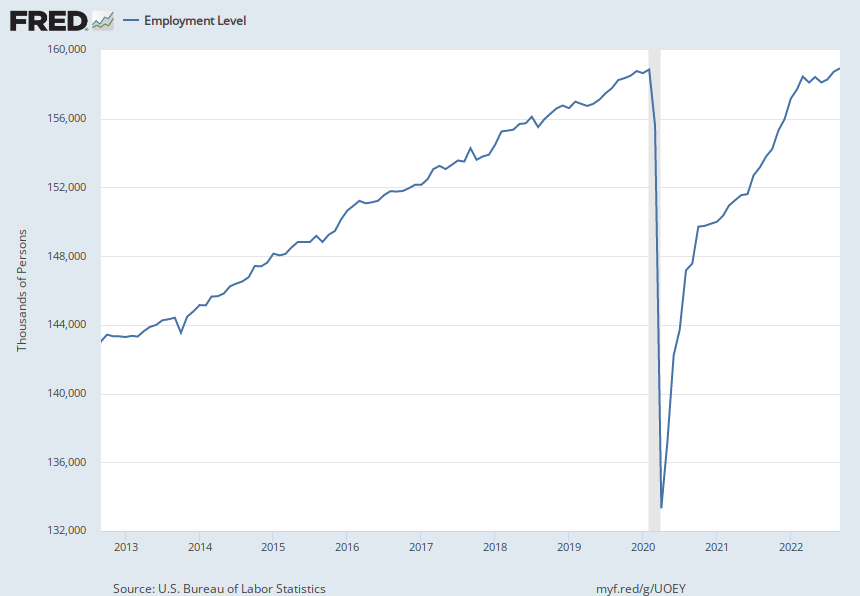 FRED
Employment Level
160,000
156,000
152,000
148,000
144,000
140,000
136,000
132,000
Thousands of Persons
2013 2014 2015 2016 2017 2018 2019 2020 2021 2022
Source: U.S. Bureau of Labor Statistics
myf.red/g/UOEY